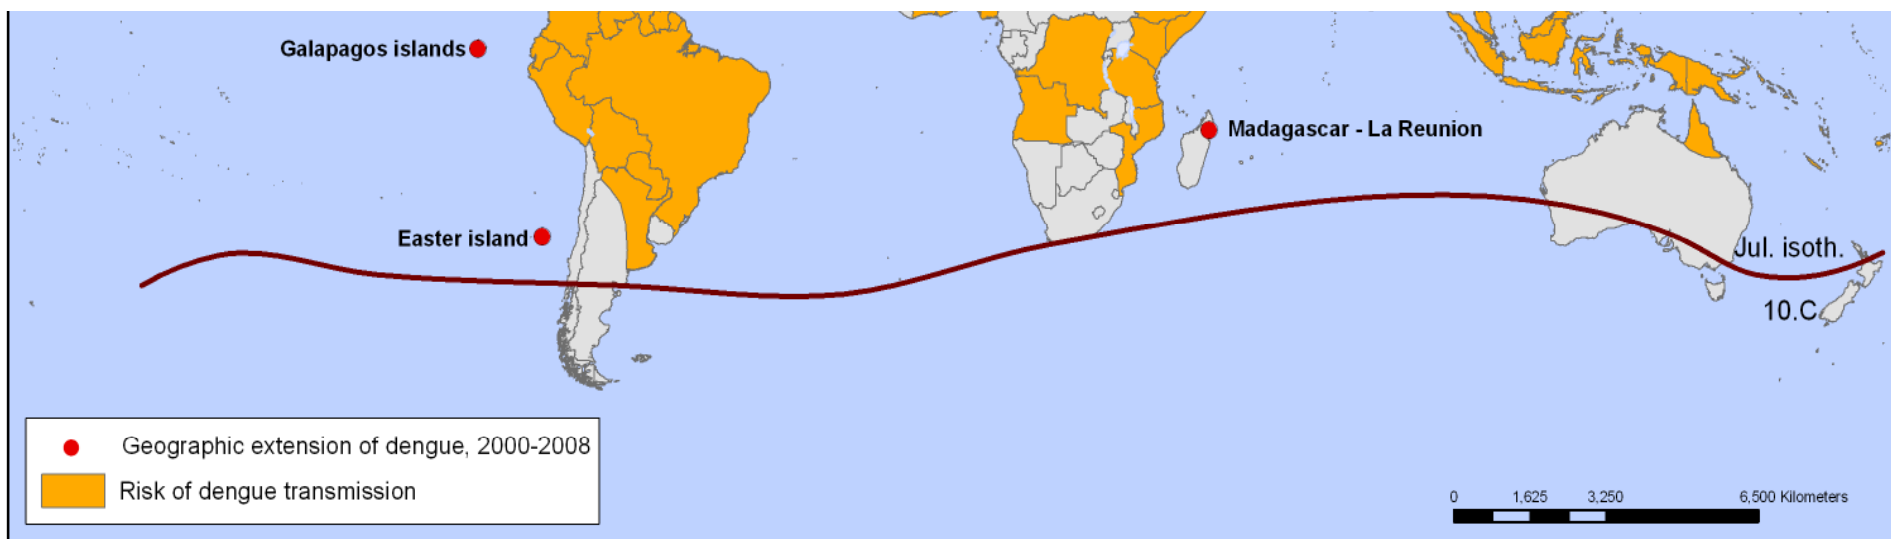 Galapagos islands
Madagascar - La Reunion
Easter island
Jul. isoth.
10.C
Geographic extension of dengue, 2000-2008
Risk of dengue transmission
0 1,625 3,250 6,500 Kilometers